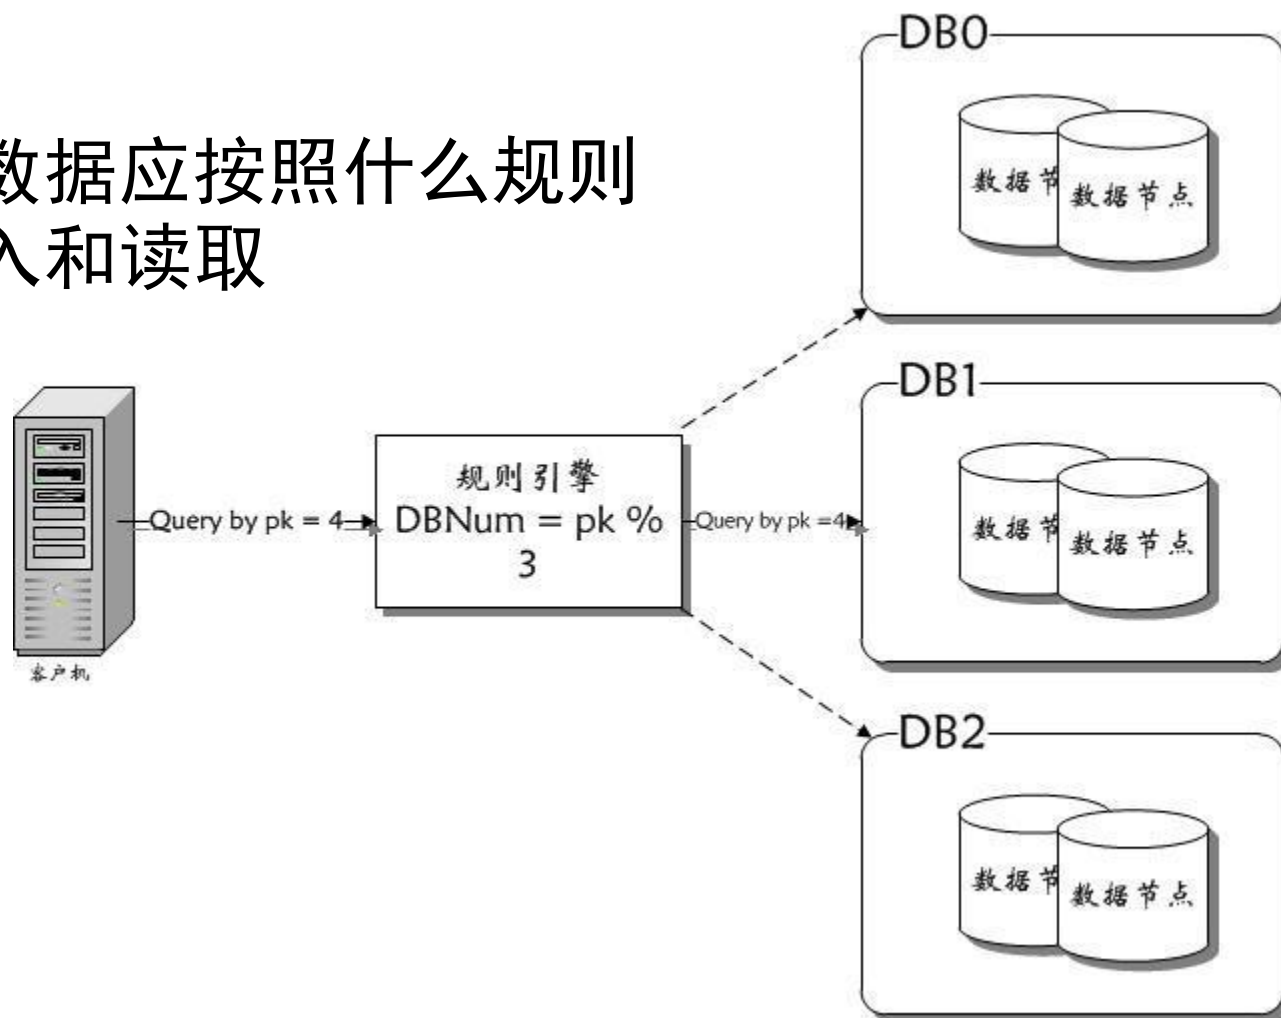 数据应按照什么规则
入和读取
DB0
数据节
数据节点
DB1
数据节
数据节点
DB2
数据节
数据节点
客户机
Query by pk = 4
规则引擎
DBNum = pk %
3
Query by pk =4